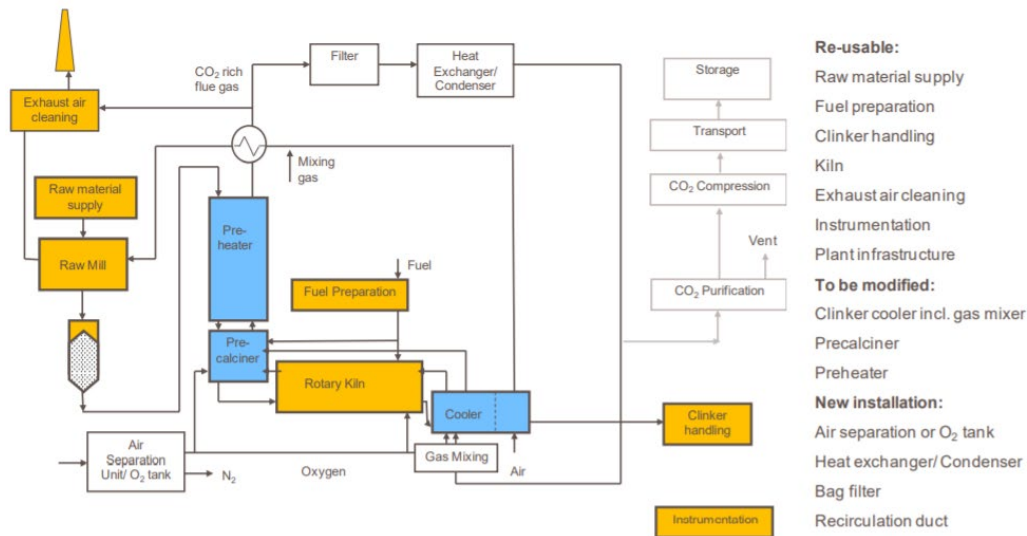 Filter
Heat
Exchanger/
Condenser
CO2 rich
flue gas
Exhaust air
cleaning
Mixing
gas
Raw material
supply
Raw Mill
Pre-
heater
Fuel
Fuel Preparation
Pre-
calciner
Rotary Kiln
Cooler
Clinker
handling
Air
Separation
Unit/ O2 tank
N2
Oxygen
Gas Mixing
Air
Instrumentation
Storage
Transport
CO2 Compression
Vent
CO2 Purification
Re-usable:
Raw material supply
Fuel preparation
Clinker handling
Kiln
Exhaust air cleaning
Instrumentation
Plant infrastructure
To be modified:
Clinker cooler incl. gas mixer
Precalciner
Preheater
New installation:
Air separation or O2 tank
Heat exchanger/ Condenser
Bag filter
Recirculation duct